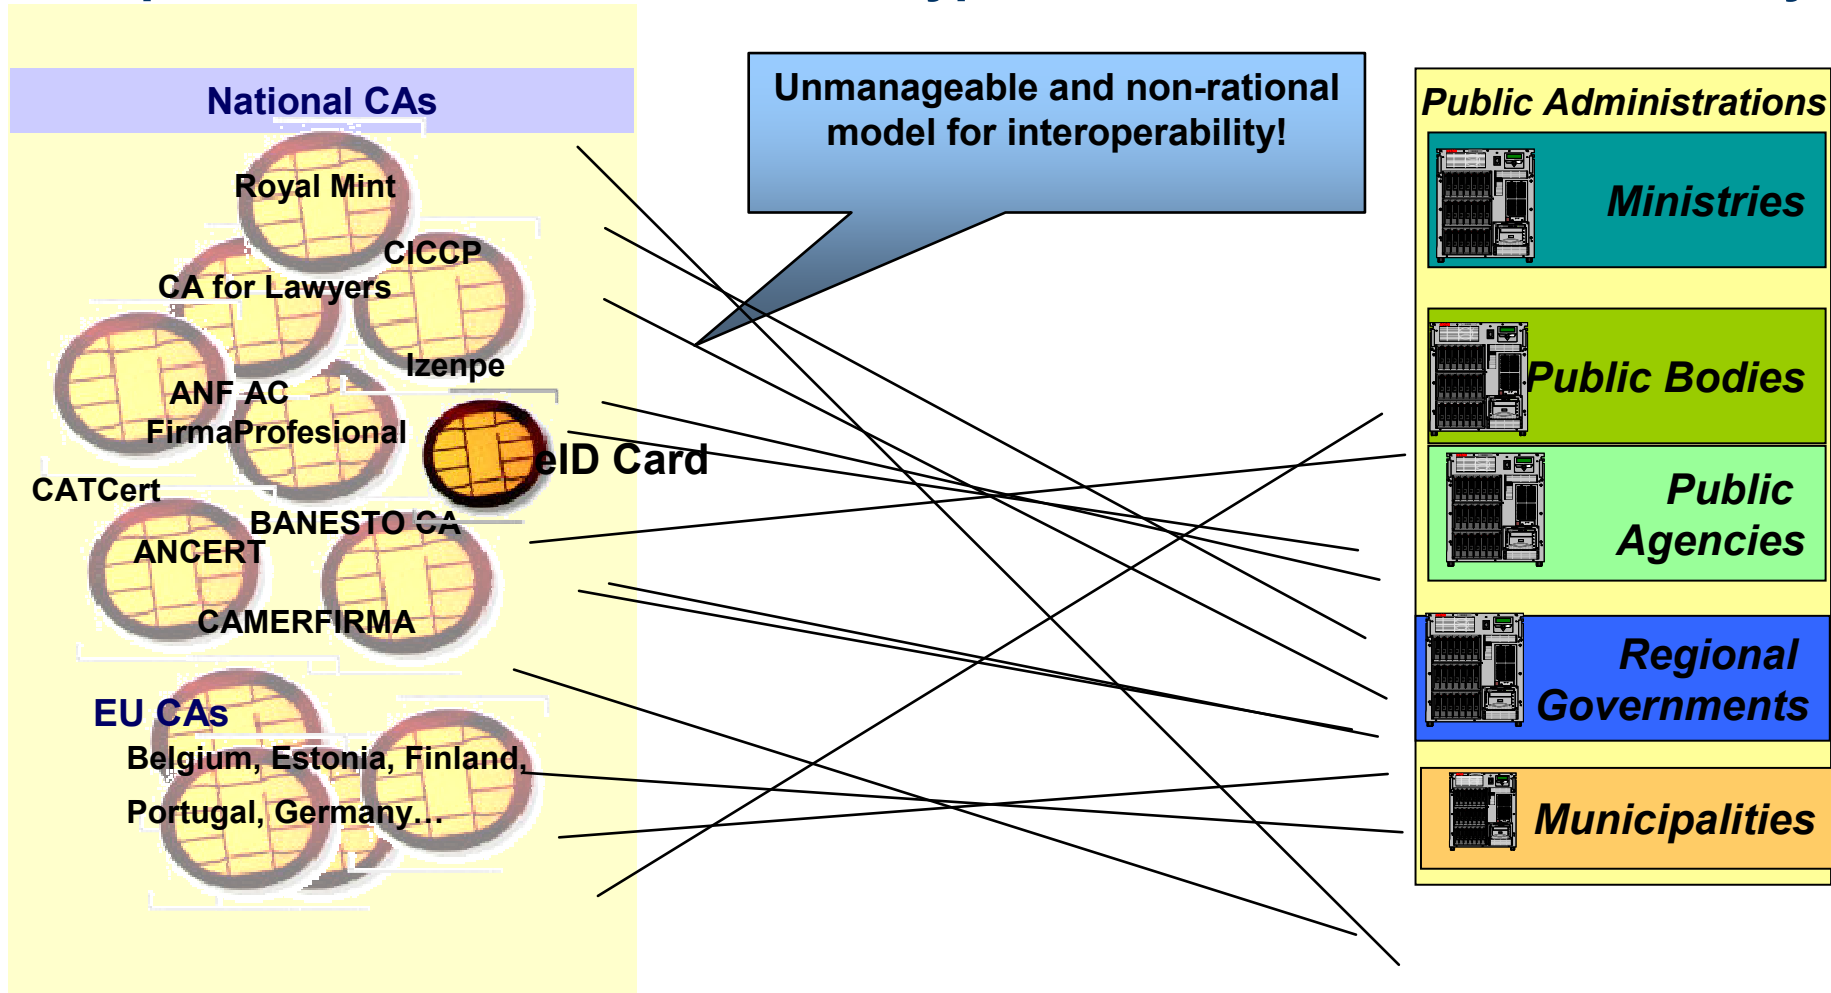 National CAs
Royal Mint
CICCP
CA for Lawyers
Izenpe
ANF AC
FirmaProfesional
eID Card
CATCert
BANESTO CA
ANCERT
CAMERFIRMA
EU CAs
Belgium, Estonia, Finland,
Portugal, Germany…
Unmanageable and non-rational
model for interoperability!
Public Administrations
Ministries
Public Bodies
Public
Agencies
Regional
Governments
Municipalities